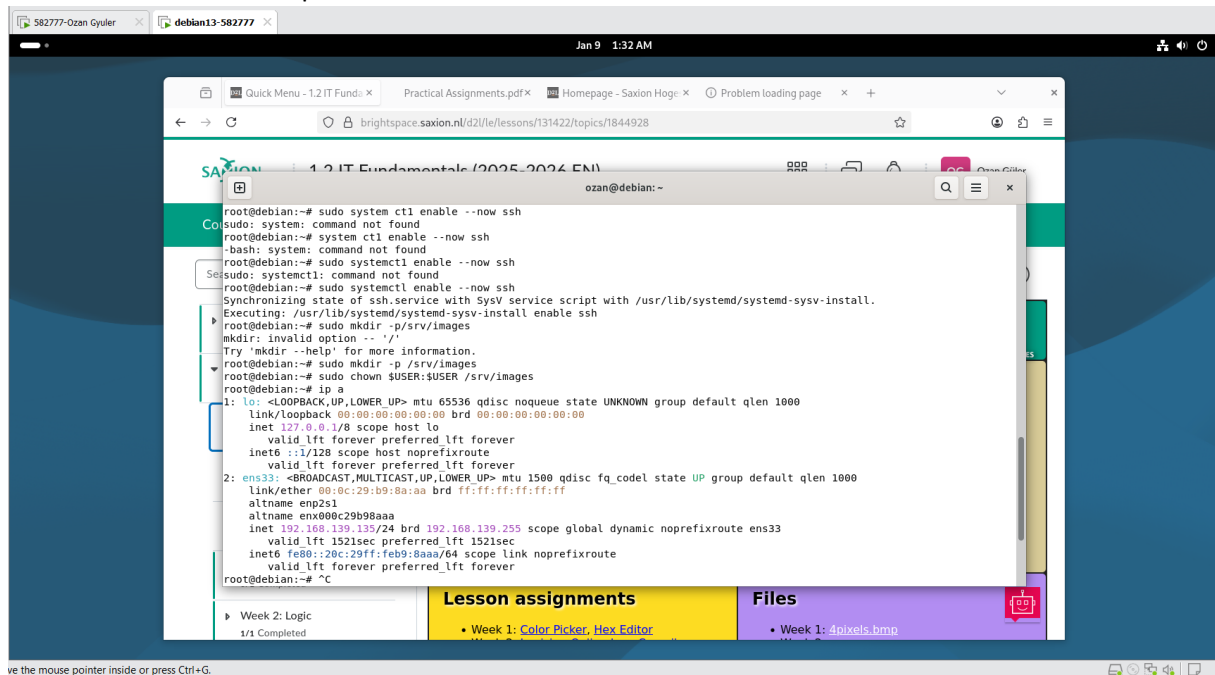 582777-Ozan Gyuler
debian13-582777
Jan 9 1:32 AM
Quick Menu - 1.2 IT Funda
Practical Assignments.pdf
Homepage - Saxion Hoge
Problem loading page
brightspace.saxion.nl/d2l/le/lessons/131422/topics/1844928
1.2 IT Fundamentals (2025-2026 EN)
ozan@debian: ~
root@debian:~# sudo system ct1 enable --now ssh
sudo: system: command not found
root@debian:~# system ct1 enable --now ssh
-bash: system: command not found
root@debian:~# sudo systemct1 enable --now ssh
sudo: systemct1: command not found
root@debian:~# sudo systemctl enable --now ssh
Synchronizing state of ssh.service with SysV service script with /usr/lib/systemd/systemd-sysv-install.
Executing: /usr/lib/systemd/systemd-sysv-install enable ssh
root@debian:~# sudo mkdir -p/srv/images
mkdir: invalid option -- '/'
Try 'mkdir --help' for more information.
root@debian:~# sudo mkdir -p /srv/images
root@debian:~# sudo chown $USER:$USER /srv/images
root@debian:~# ip a
1: lo: <LOOPBACK,UP,LOWER_UP> mtu 65536 qdisc noqueue state UNKNOWN group default qlen 1000
link/loopback 00:00:00:00:00:00 brd 00:00:00:00:00:00
inet 127.0.0.1/8 scope host lo
valid_lft forever preferred_lft forever
inet6 ::1/128 scope host noprefixroute
valid_lft forever preferred_lft forever
2: ens33: <BROADCAST,MULTICAST,UP,LOWER_UP> mtu 1500 qdisc fq_codel state UP group default qlen 1000
link/ether 00:0c:29:b9:8a:aa brd ff:ff:ff:ff:ff:ff
altname enp2s1
altname enx000c29b98aaa
inet 192.168.139.135/24 brd 192.168.139.255 scope global dynamic noprefixroute ens33
valid_lft 1521sec preferred_lft 1521sec
inet6 fe80::20c:29ff:feb9:8aaa/64 scope link noprefixroute
valid_lft forever preferred_lft forever
root@debian:~# ^C
Week 2: Logic
1/1 Completed
Lesson assignments
• Week 1: Color Picker, Hex Editor
Files
• Week 1: 4pixels.bmp
ve the mouse pointer inside or press Ctrl+G.